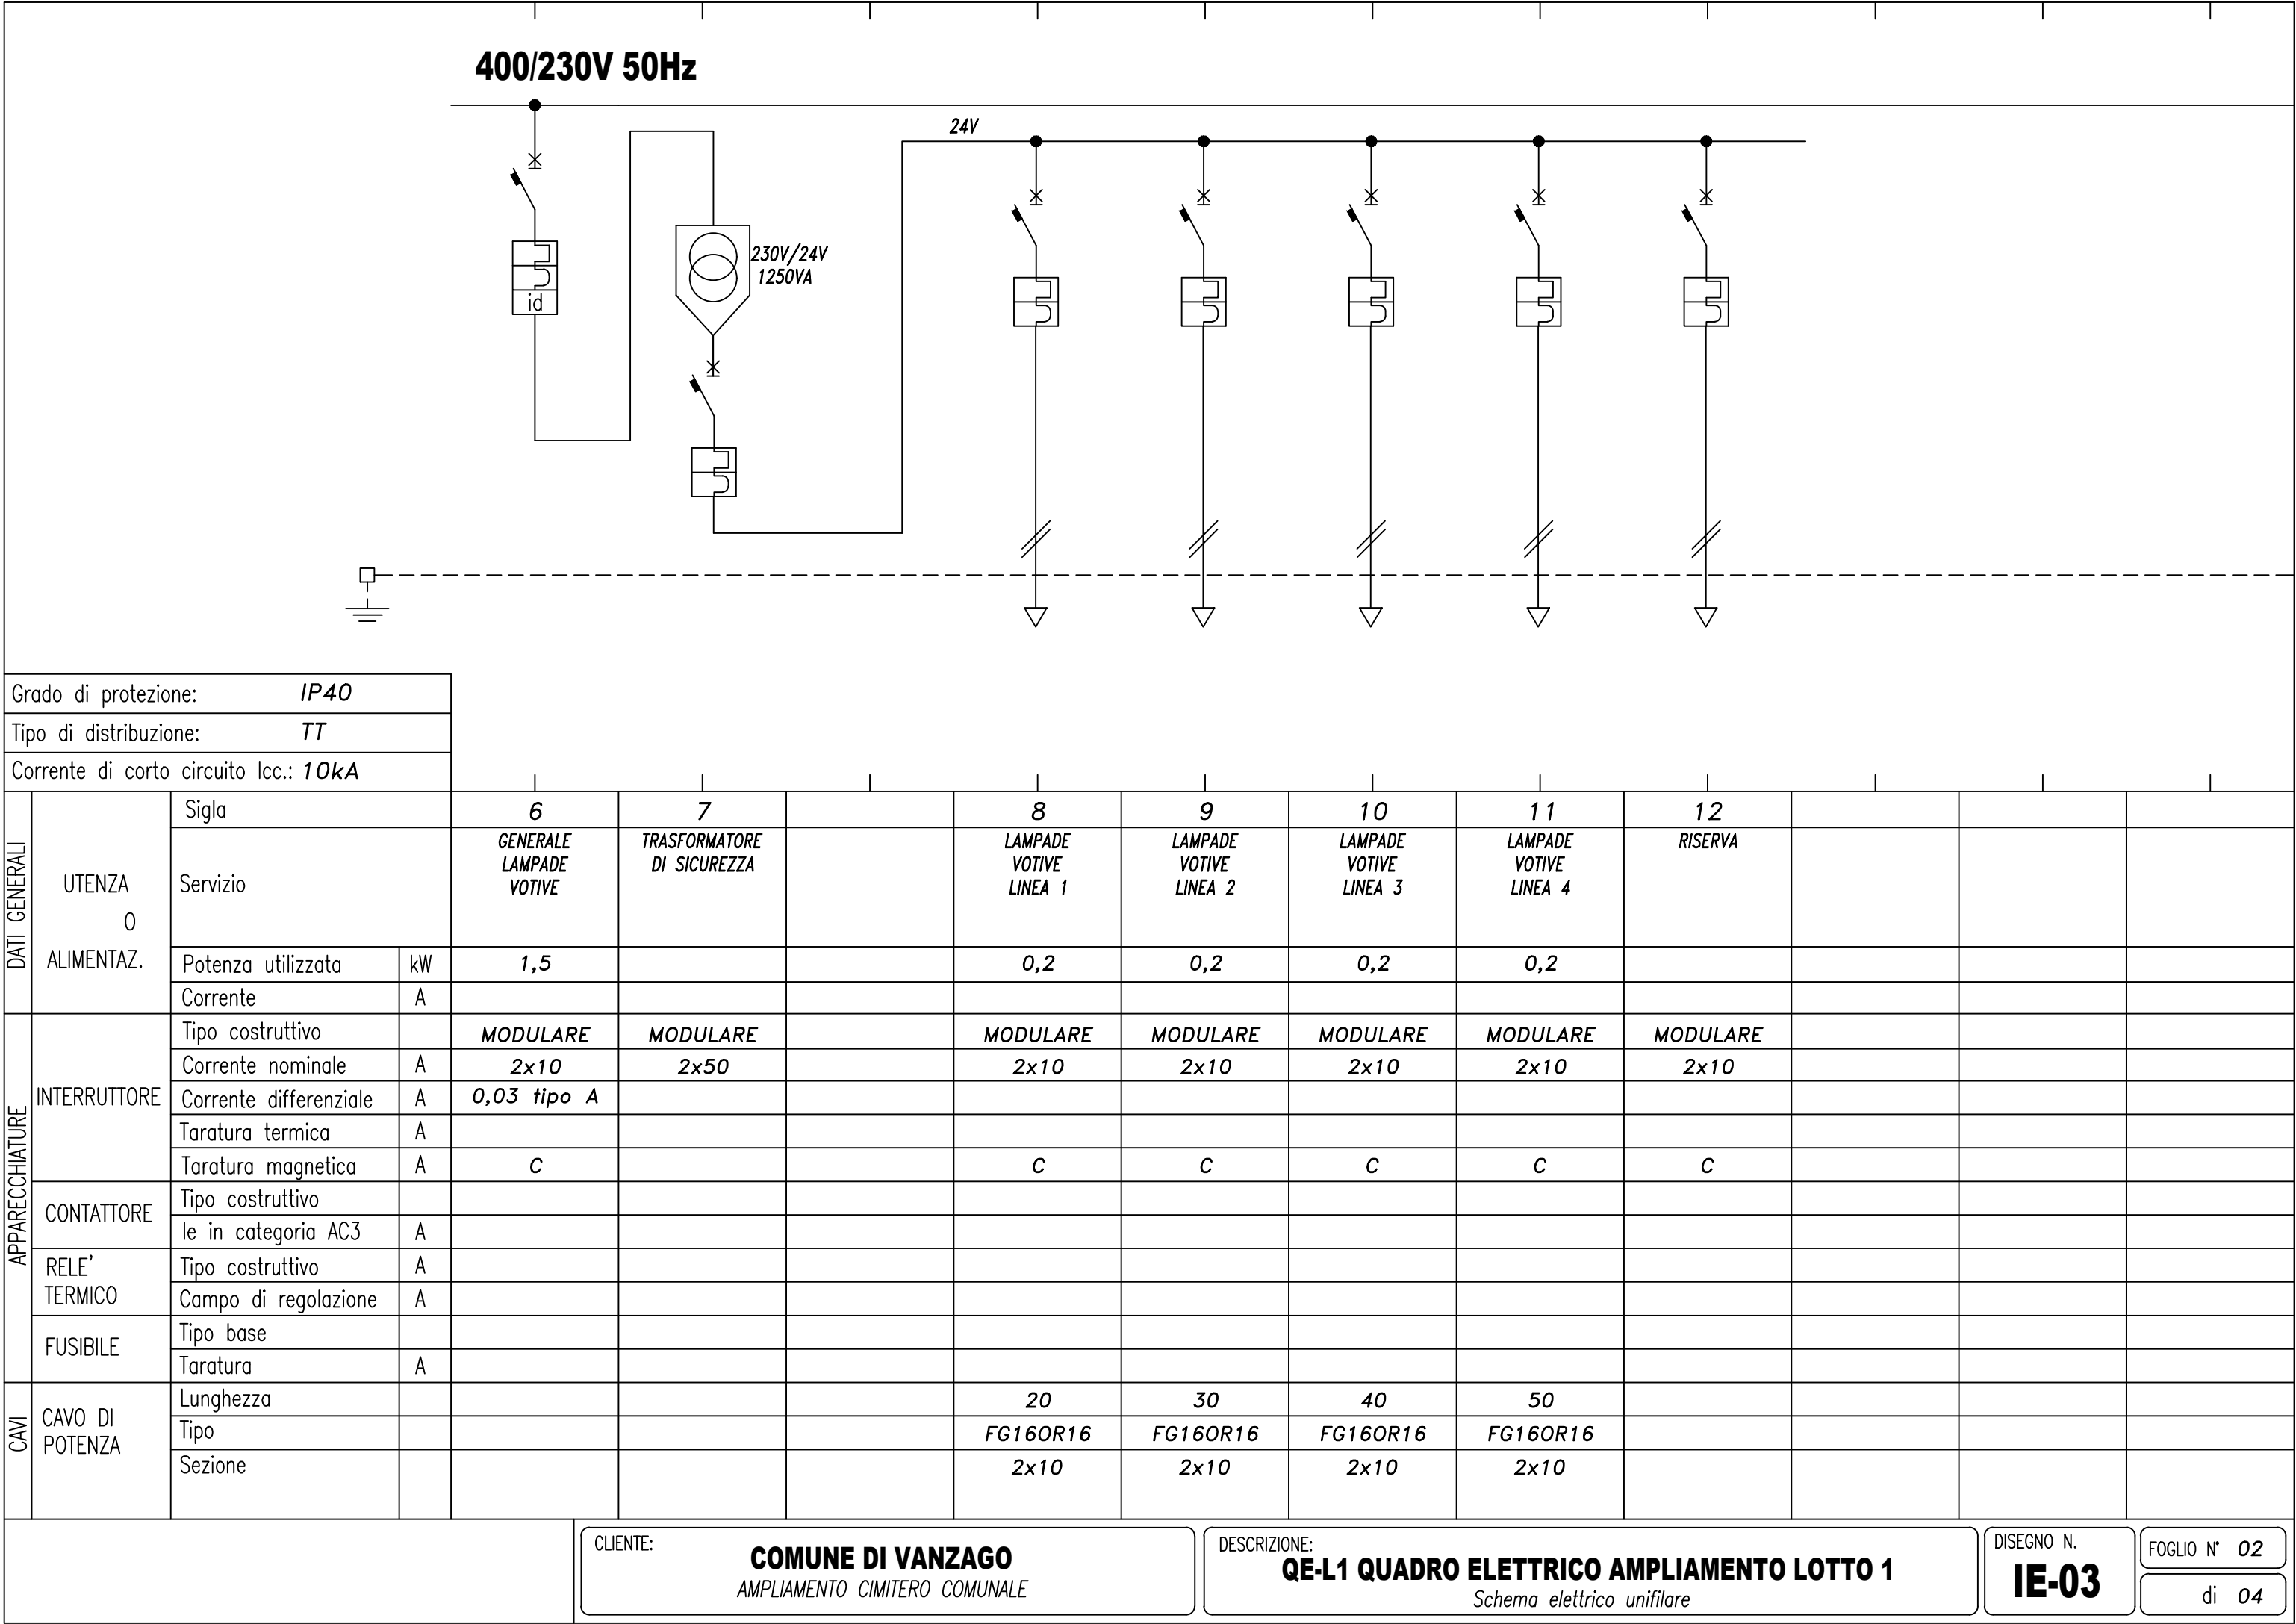 400/230V 50Hz
24V
230V/24V
1250VA
id
Grado di protezione: IP40
Tipo di distribuzione: TT
Corrente di corto circuito Icc.: 10kA
DATI GENERALI
UTENZA
O
ALIMENTAZ.
Sigla 6 7 8 9 10 11 12
Servizio
GENERALE LAMPADE VOTIVE
TRASFORMATORE DI SICUREZZA
LAMPADE VOTIVE LINEA 1
LAMPADE VOTIVE LINEA 2
LAMPADE VOTIVE LINEA 3
LAMPADE VOTIVE LINEA 4
RISERVA
Potenza utilizzata kW 1,5 0,2 0,2 0,2 0,2
Corrente A
APPARECCHIATURE
INTERRUTTORE
Tipo costruttivo MODULARE MODULARE MODULARE MODULARE MODULARE MODULARE MODULARE
Corrente nominale A 2x10 2x50 2x10 2x10 2x10 2x10 2x10
Corrente differenziale A 0,03 tipo A
Taratura termica A
Taratura magnetica A C C C C C C
CONTATTORE
Tipo costruttivo
Ie in categoria AC3 A
RELE'
TERMICO
Tipo costruttivo A
Campo di regolazione A
FUSIBILE
Tipo base
Taratura A
CAVI
CAVO DI
POTENZA
Lunghezza 20 30 40 50
Tipo FG16OR16 FG16OR16 FG16OR16 FG16OR16
Sezione 2x10 2x10 2x10 2x10
CLIENTE:
COMUNE DI VANZAGO
AMPLIAMENTO CIMITERO COMUNALE
DESCRIZIONE:
QE-L1 QUADRO ELETTRICO AMPLIAMENTO LOTTO 1
Schema elettrico unifilare
DISEGNO N.
IE-03
FOGLIO N° 02
di 04